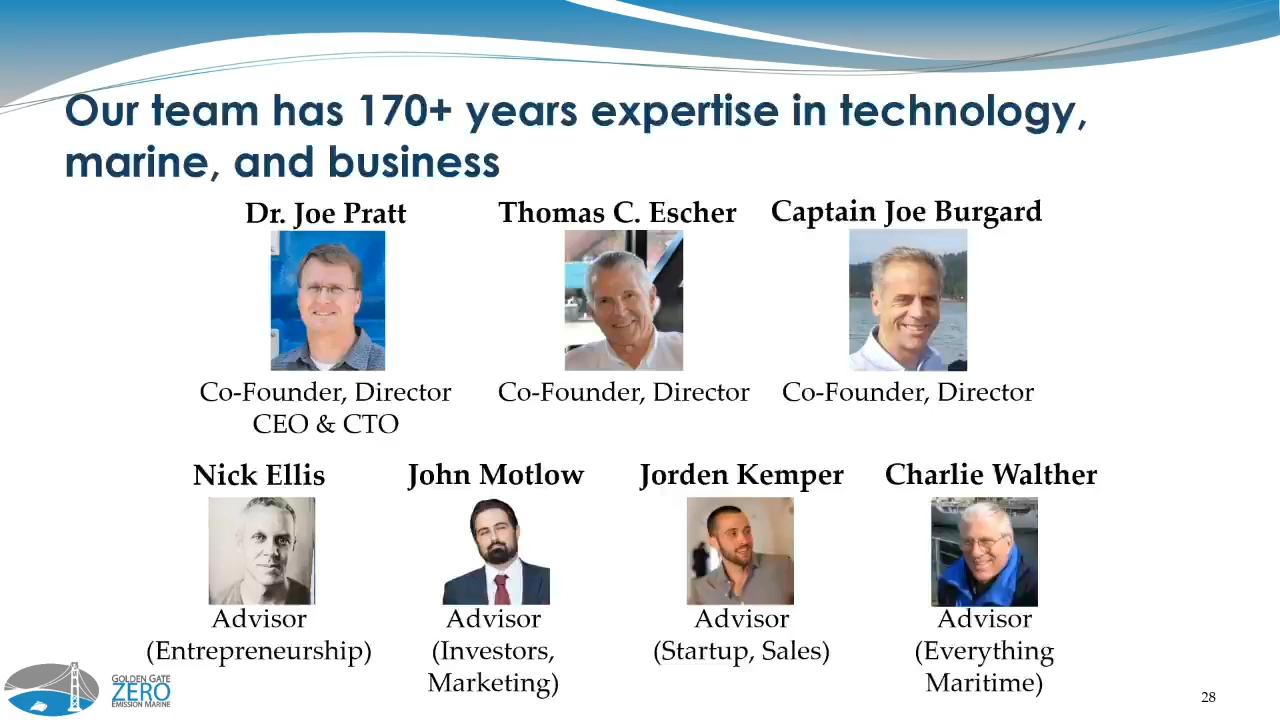 Our team has 170+ years expertise in technology,
marine, and business
Dr. Joe Pratt
Thomas C. Escher
Captain Joe Burgard
Co-Founder, Director
CEO & CTO
Co-Founder, Director
Co-Founder, Director
Nick Ellis
John Motlow
Jorden Kemper
Charlie Walther
Advisor
(Entrepreneurship)
Advisor
(Investors,
Marketing)
Advisor
(Startup, Sales)
Advisor
(Everything
Maritime)
GOLDEN GATE
ZERO
EMISSION MARINE
28